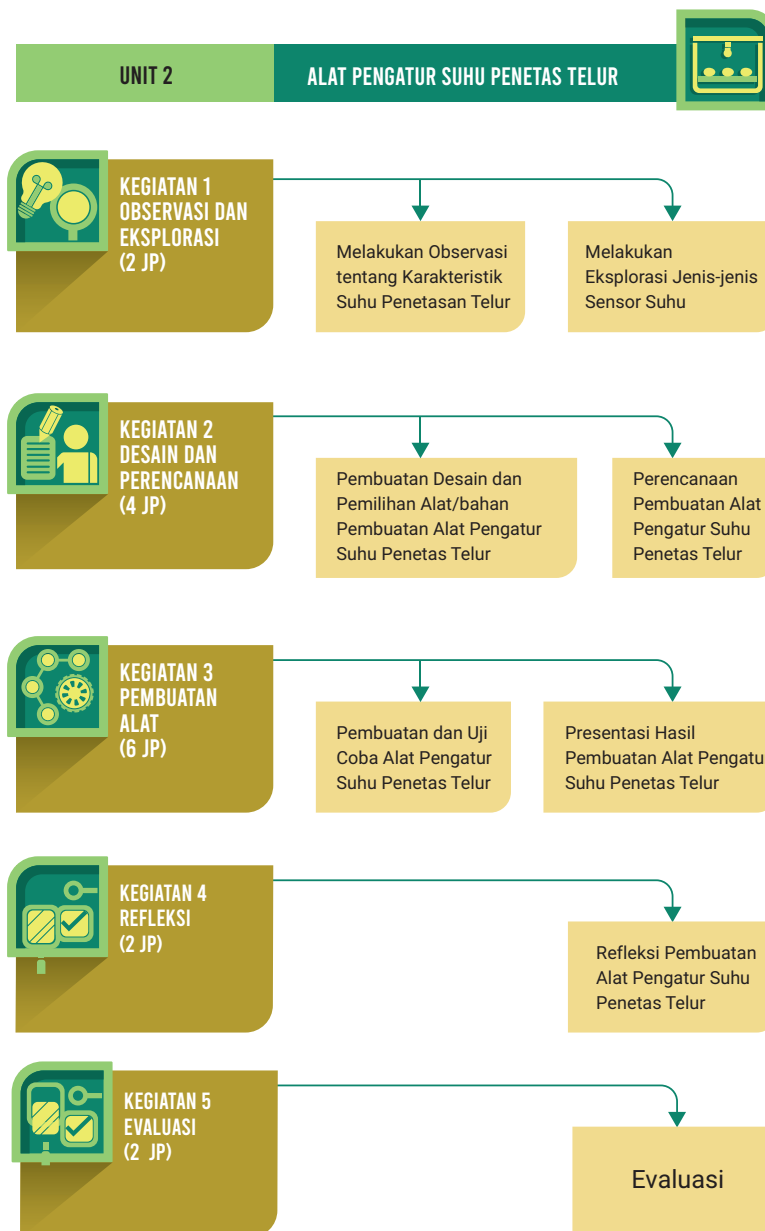 UNIT 2
ALAT PENGATUR SUHU PENETAS TELUR
KEGIATAN 1
OBSERVASI DAN
EKSPLORASI
(2 JP)
Melakukan Observasi
tentang Karakteristik
Suhu Penetasan Telur
Melakukan
Eksplorasi Jenis-jenis
Sensor Suhu
KEGIATAN 2
DESAIN DAN
PERENCANAAN
(4 JP)
Pembuatan Desain dan
Pemilihan Alat/bahan
Pembuatan Alat Pengatur
Suhu Penetas Telur
Perencanaan
Pembuatan Alat
Pengatur Suhu
Penetas Telur
KEGIATAN 3
PEMBUATAN
ALAT
(6 JP)
Pembuatan dan Uji
Coba Alat Pengatur
Suhu Penetas Telur
Presentasi Hasil
Pembuatan Alat Pengatu
Suhu Penetas Telur
KEGIATAN 4
REFLEKSI
(2 JP)
Refleksi Pembuatan
Alat Pengatur Suhu
Penetas Telur
KEGIATAN 5
EVALUASI
(2 JP)
Evaluasi